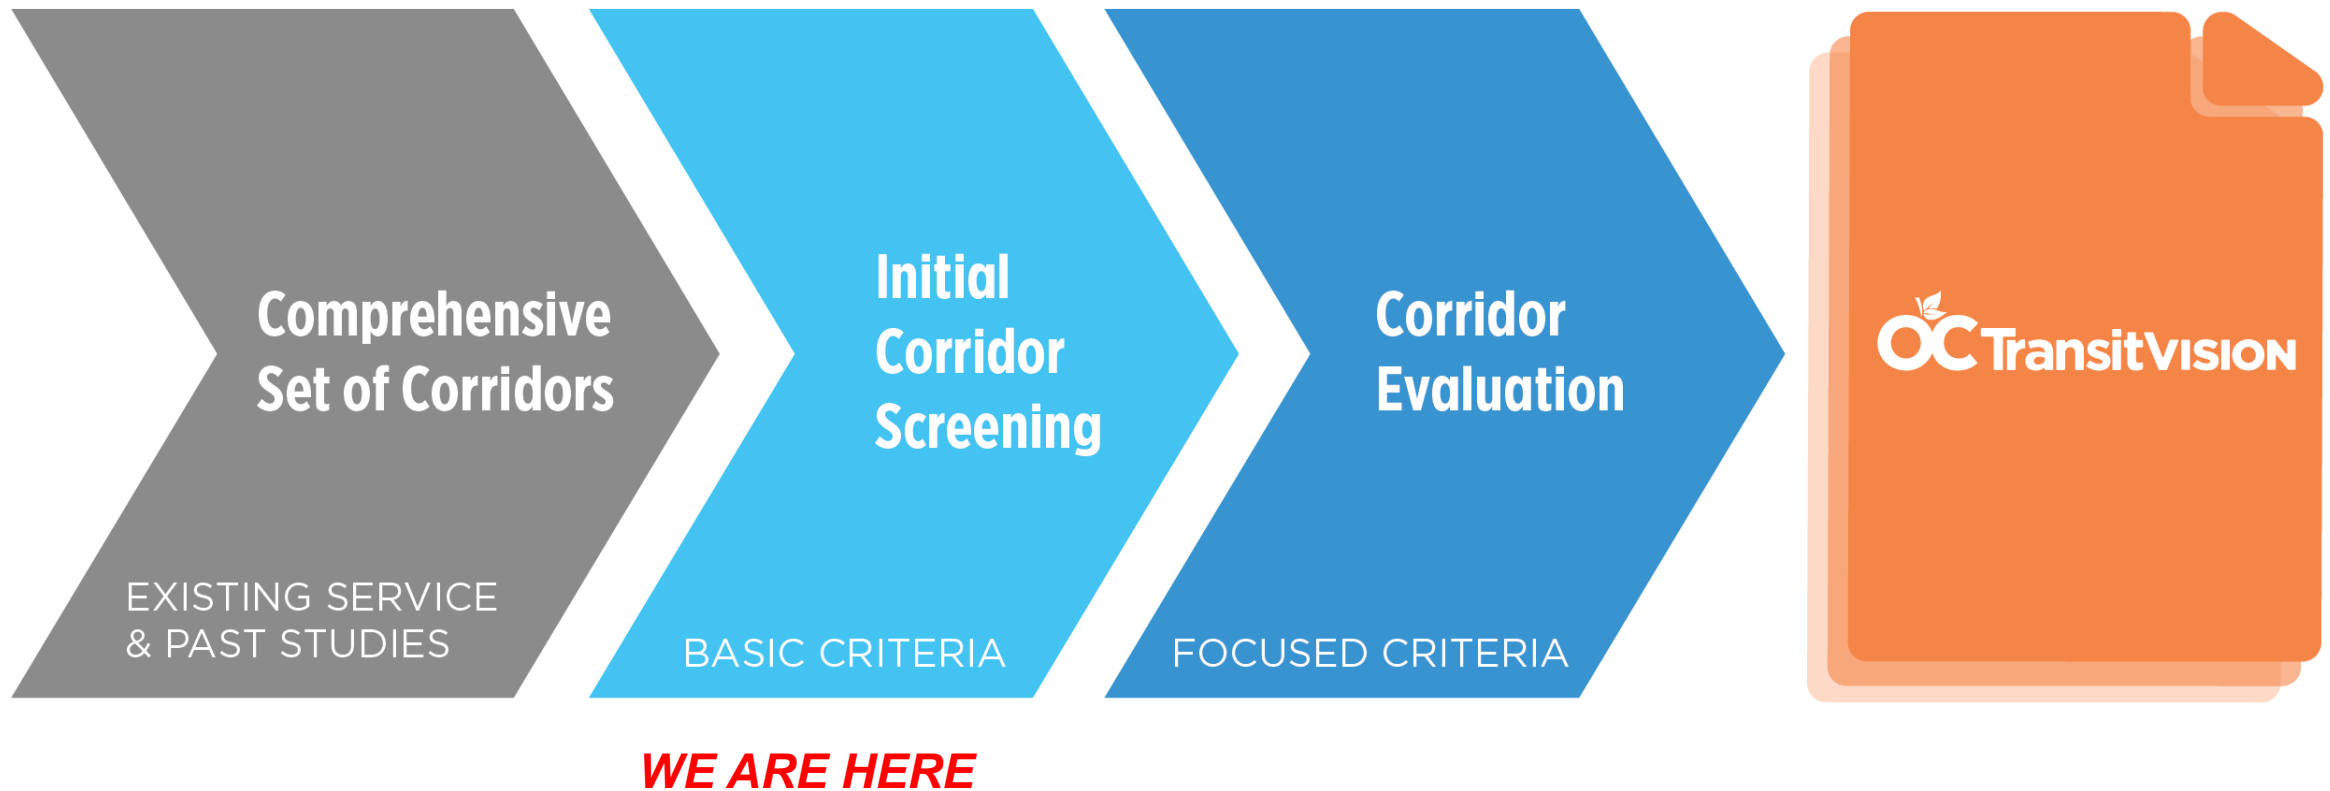 Comprehensive
Set of Corridors
EXISTING SERVICE
& PAST STUDIES
Initial
Corridor
Screening
BASIC CRITERIA
Corridor
Evaluation
FOCUSED CRITERIA
OC TransitVISION
WE ARE HERE